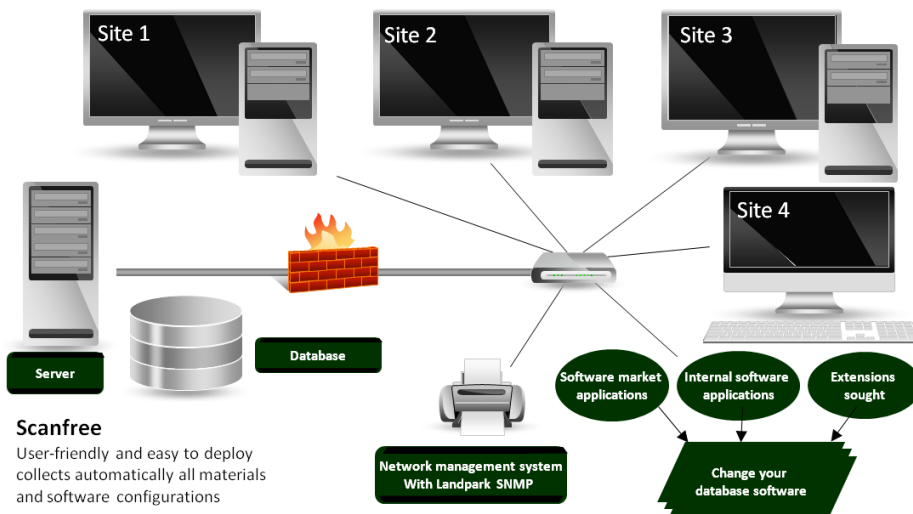 Site 1
Site 2
Site 3
Site 4
Server
Database
Software market
applications
Internal software
applications
Extensions
sought
Scanfree
User-friendly and easy to deploy
collects automatically all materials
and software configurations
Network management system
With Landpark SNMP
Change your
database software